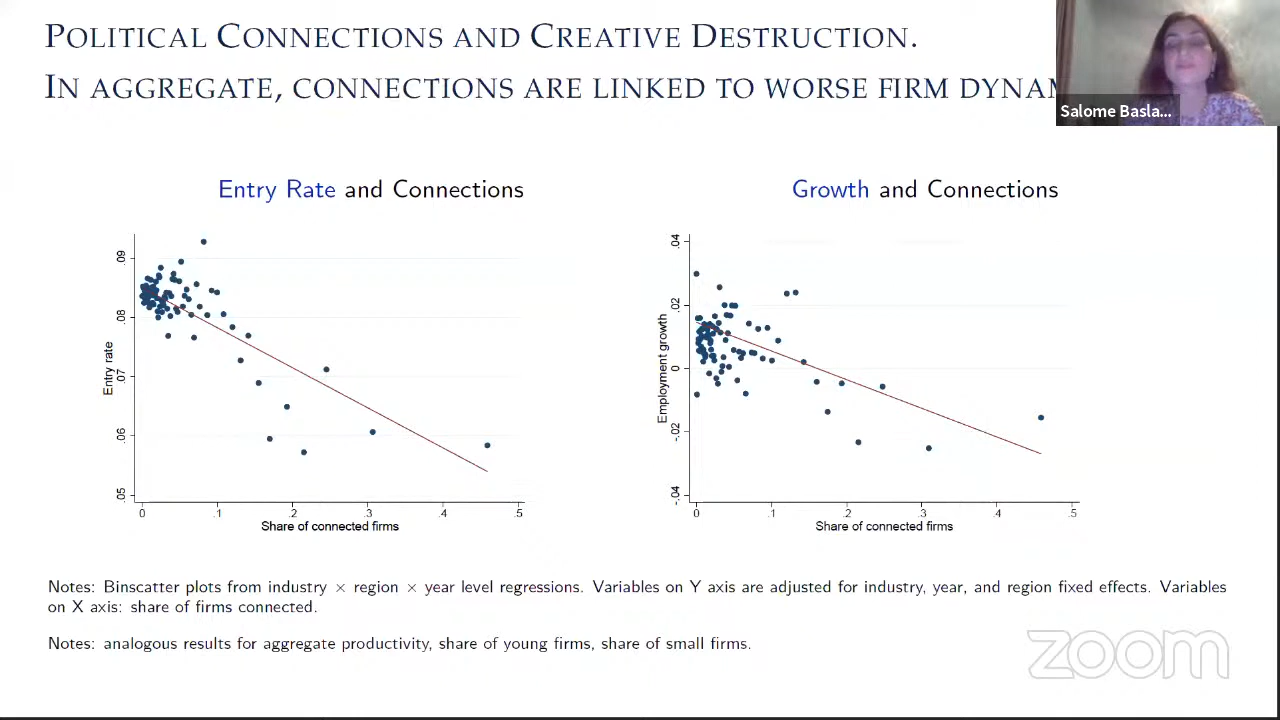 POLITICAL CONNECTIONS AND CREATIVE DESTRUCTION.
IN AGGREGATE, CONNECTIONS ARE LINKED TO WORSE FIRM DYNAM
Salome Basla...
Entry Rate and Connections
Growth and Connections
Entry rate
.09
.08
.07
.06
.05
0 .1 .2 .3 .4 .5
Share of connected firms
Employment growth
.04
.02
0
-.02
-.04
0 .1 .2 .3 .4 .5
Share of connected firms
Notes: Binscatter plots from industry × region × year level regressions. Variables on Y axis are adjusted for industry, year, and region fixed effects. Variables
on X axis: share of firms connected.
Notes: analogous results for aggregate productivity, share of young firms, share of small firms.
zoom